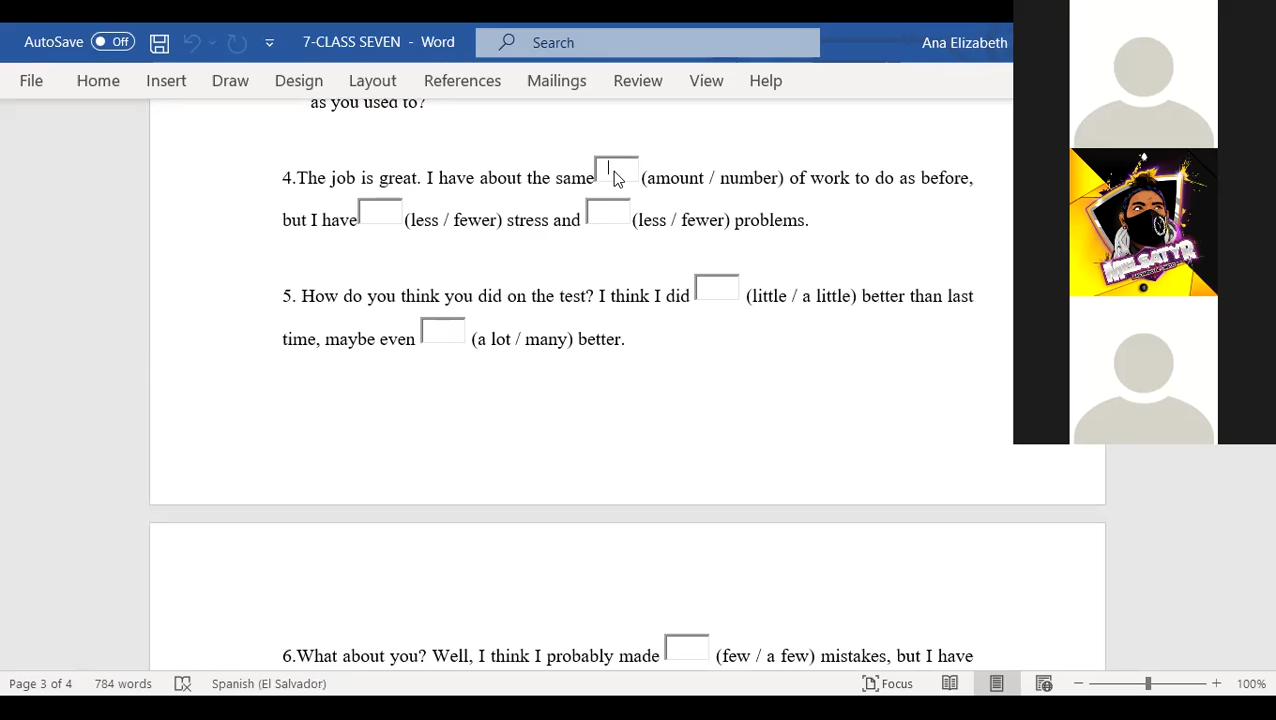 AutoSave Off 7-CLASS SEVEN - Word Search Ana Elizabeth
File Home Insert Draw Design Layout References Mailings Review View Help
as you used to?
4.The job is great. I have about the same (amount / number) of work to do as before,
but I have (less / fewer) stress and (less / fewer) problems.
5. How do you think you did on the test? I think I did (little / a little) better than last
time, maybe even (a lot / many) better.
6.What about you? Well, I think I probably made (few / a few) mistakes, but I have
MELSATYR
Page 3 of 4 784 words Spanish (El Salvador) Focus 100%